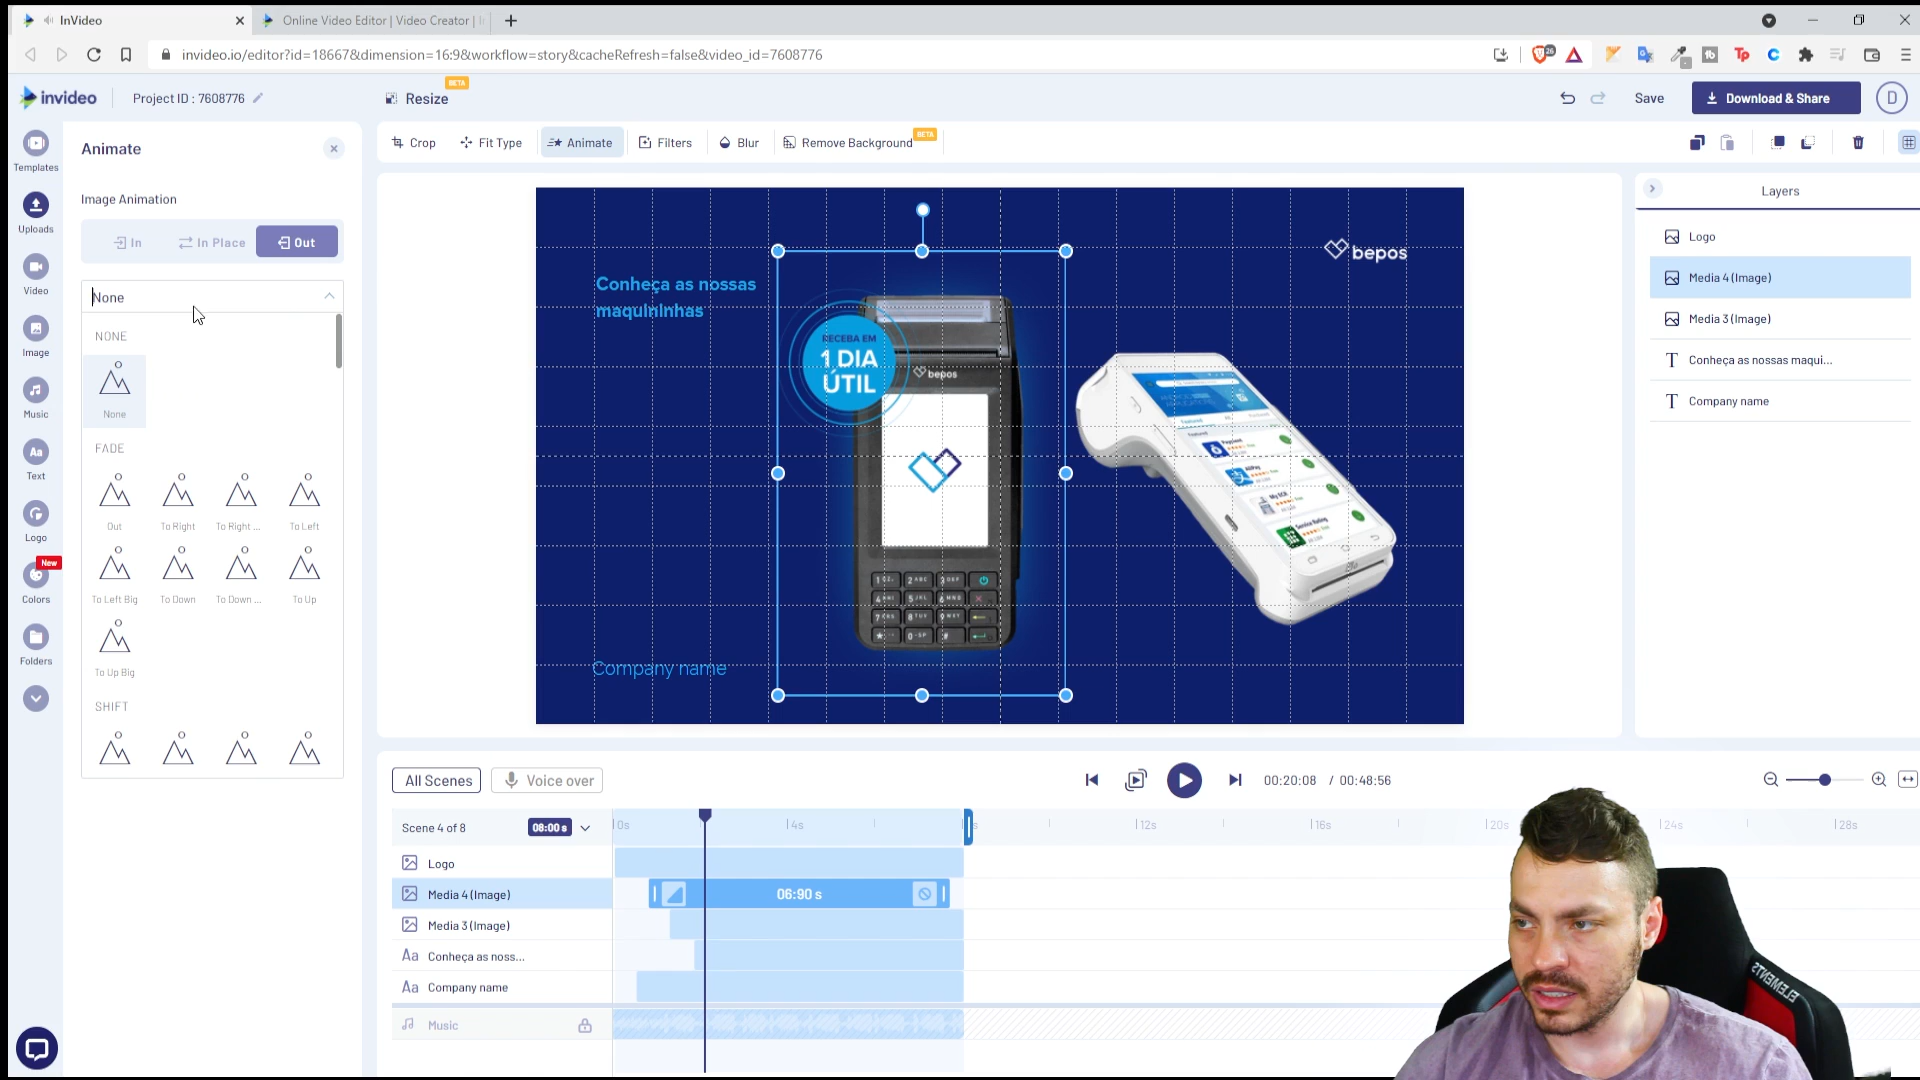 InVideo
Online Video Editor | Video Creator |
invideo.io/editor?id=18667&dimension=16:9&workflow=story&cacheRefresh=false&video_id=7608776
26
Tp
invideo
Project ID : 7608776
Resize
BETA
Save
Download & Share
D
Templates
Uploads
Video
Image
Music
Aa
Text
Logo
New
Colors
Folders
Animate
Image Animation
In
In Place
Out
None
NONE
None
FADE
Out
To Right
To Right ...
To Left
To Left Big
To Down
To Down ...
To Up
To Up Big
SHIFT
Crop
Fit Type
Animate
Filters
Blur
Remove Background
BETA
Conheça as nossas
maquininhas
RECEBA EM
1 DIA
ÚTIL
bepos
bepos
Company name
Layers
Logo
Media 4 (Image)
Media 3 (Image)
T Conheça as nossas maqui...
T Company name
All Scenes
Voice over
00:20:08 / 00:48:56
Scene 4 of 8
08:00 s
0s
4s
12s
16s
20s
24s
28s
Logo
Media 4 (Image)
06:90 s
Media 3 (Image)
Aa Conheça as noss...
Aa Company name
Music
ELEMENTS